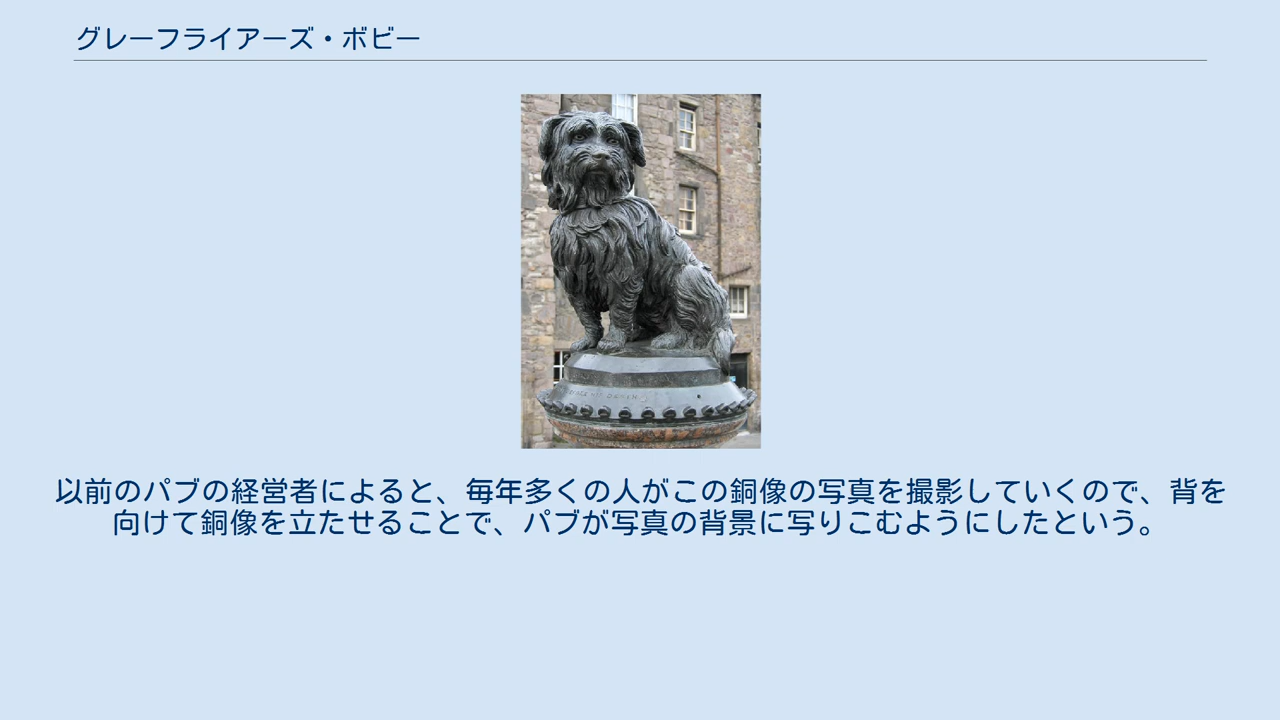 グレーフライアーズ・ボビー
以前のパブの経営者によると、毎年多くの人がこの銅像の写真を撮影していくので、背を
向けて銅像を立たせることで、パブが写真の背景に写りこむようにしたという。